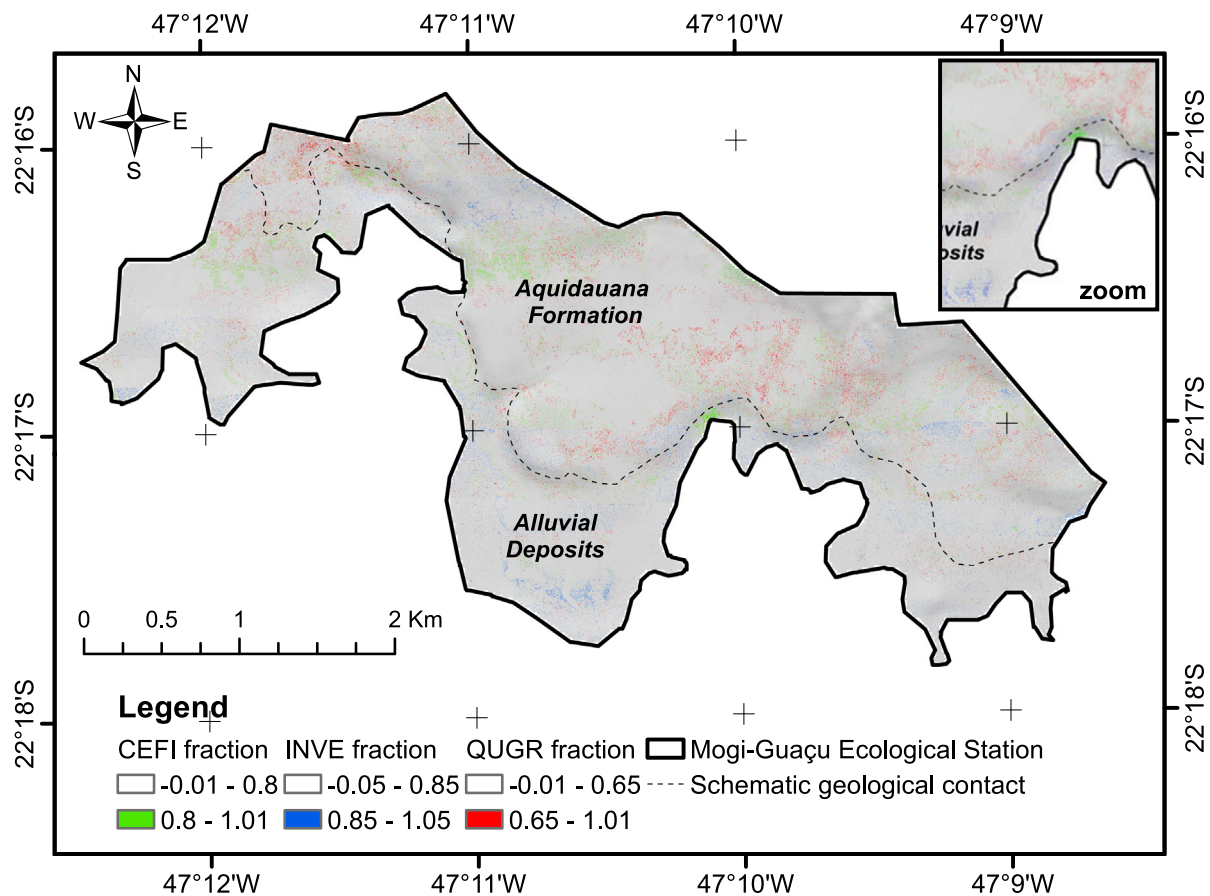 47°12'W 47°11'W 47°10'W 47°9'W
N
W E
S
22°16'S
22°16'S
uvial
osits
zoom
Aquidauana
Formation
22°17'S
22°17'S
Alluvial
Deposits
0 0.5 1 2 Km
22°18'S
22°18'S
Legend
CEFI fraction INVE fraction QUGR fraction Mogi-Guaçu Ecological Station
-0.01 - 0.8 -0.05 - 0.85 -0.01 - 0.65 Schematic geological contact
0.8 - 1.01 0.85 - 1.05 0.65 - 1.01
47°12'W 47°11'W 47°10'W 47°9'W